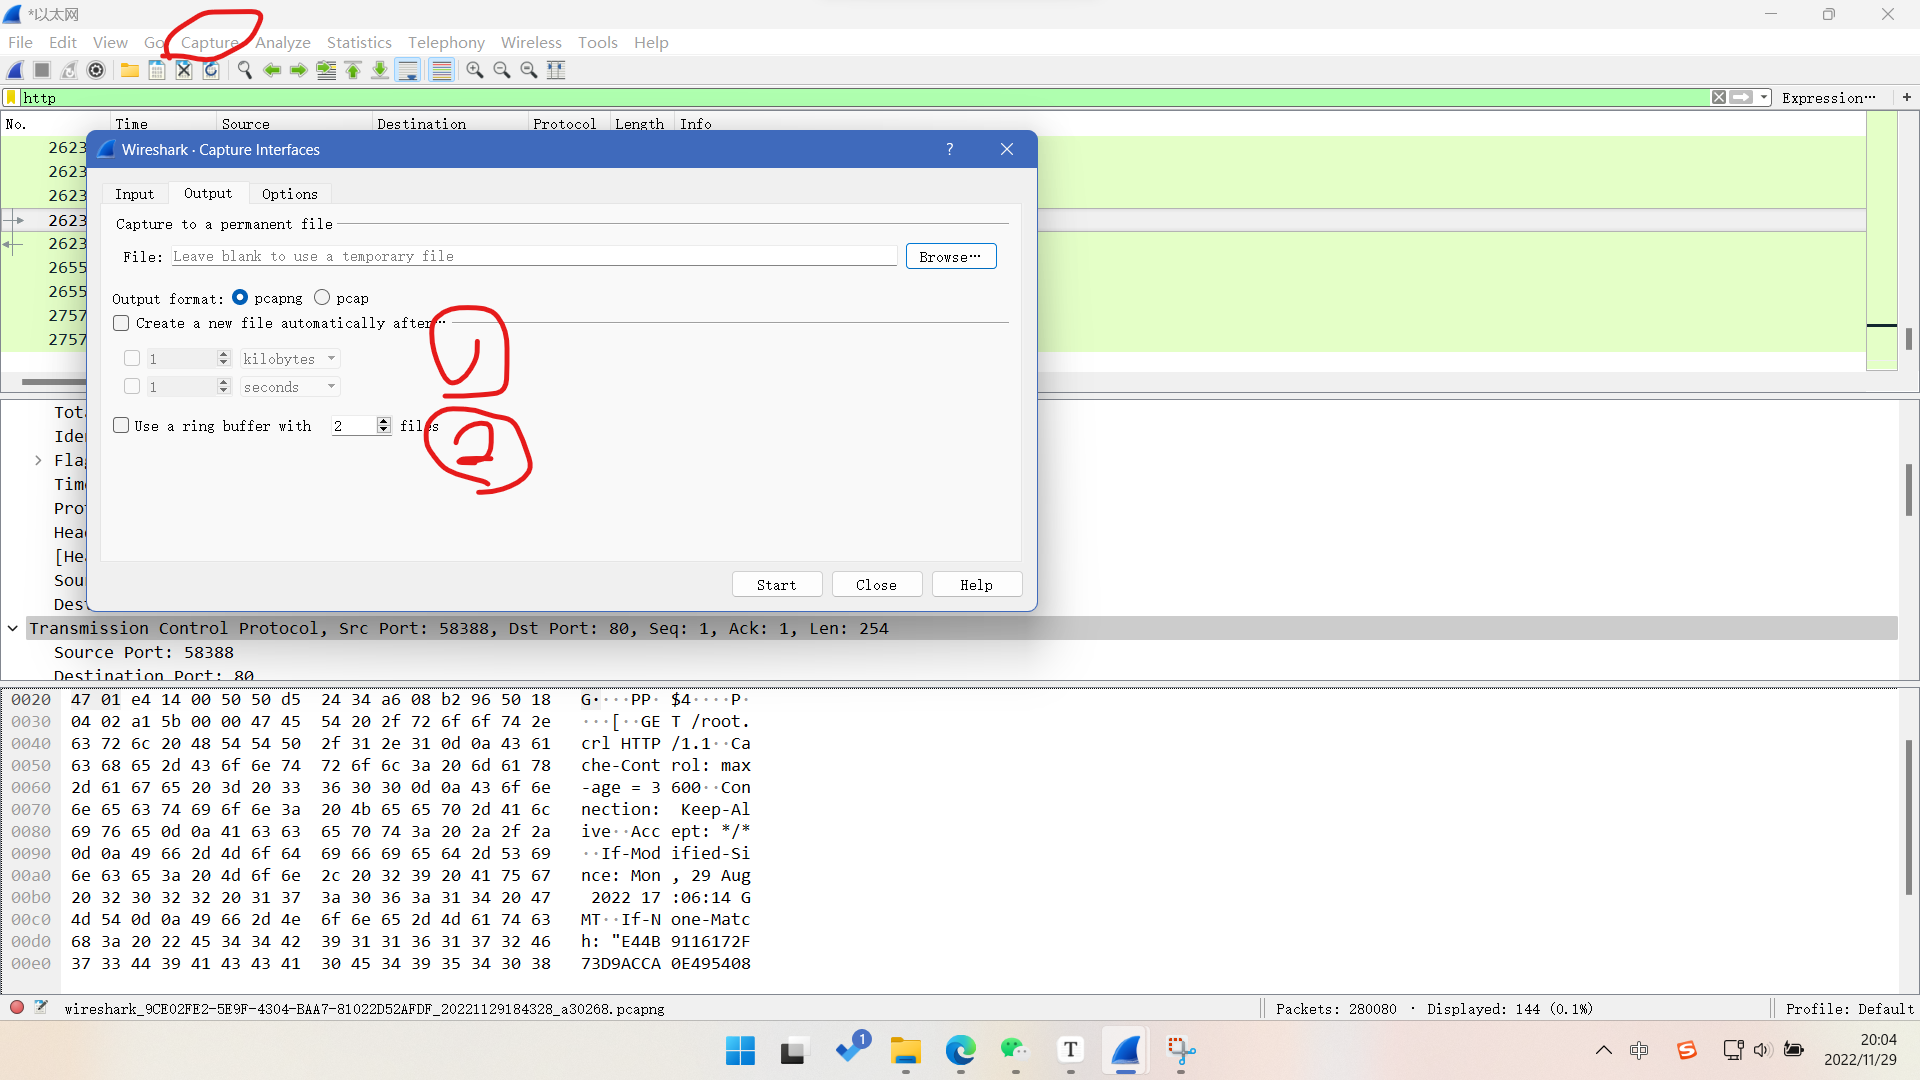 *以太网
File Edit View Go Capture Analyze Statistics Telephony Wireless Tools Help
http
Expression…
+
No. Time Source Destination Protocol Length Info
2623
2623
2623
2623
2623
2655
2655
2757
2757
Wireshark · Capture Interfaces
?
Input Output Options
Capture to a permanent file
File: Leave blank to use a temporary file Browse…
Output format: pcapng pcap
Create a new file automatically after…
1 kilobytes
1 seconds
1
Use a ring buffer with 2 files
2
Start Close Help
Tot
Ide
Fla
Tim
Pro
Hea
[He
Sou
Des
Transmission Control Protocol, Src Port: 58388, Dst Port: 80, Seq: 1, Ack: 1, Len: 254
Source Port: 58388
Destination Port: 80
0020 47 01 e4 14 00 50 50 d5 24 34 a6 08 b2 96 50 18 G····PP· $4····P·
0030 04 02 a1 5b 00 00 47 45 54 20 2f 72 6f 6f 74 2e ···[··GE T /root.
0040 63 72 6c 20 48 54 54 50 2f 31 2e 31 0d 0a 43 61 crl HTTP /1.1··Ca
0050 63 68 65 2d 43 6f 6e 74 72 6f 6c 3a 20 6d 61 78 che-Cont rol: max
0060 2d 61 67 65 20 3d 20 33 36 30 30 0d 0a 43 6f 6e -age = 3 600··Con
0070 6e 65 63 74 69 6f 6e 3a 20 4b 65 65 70 2d 41 6c nection: Keep-Al
0080 69 76 65 0d 0a 41 63 63 65 70 74 3a 20 2a 2f 2a ive··Acc ept: */*
0090 0d 0a 49 66 2d 4d 6f 64 69 66 69 65 64 2d 53 69 ··If-Mod ified-Si
00a0 6e 63 65 3a 20 4d 6f 6e 2c 20 32 39 20 41 75 67 nce: Mon , 29 Aug
00b0 20 32 30 32 32 20 31 37 3a 30 36 3a 31 34 20 47 2022 17 :06:14 G
00c0 4d 54 0d 0a 49 66 2d 4e 6f 6e 65 2d 4d 61 74 63 MT··If-N one-Matc
00d0 68 3a 20 22 45 34 34 42 39 31 31 36 31 37 32 46 h: "E44B 9116172F
00e0 37 33 44 39 41 43 43 41 30 45 34 39 35 34 30 38 73D9ACCA 0E495408
wireshark_9CE02FE2-5E9F-4304-BAA7-81022D52AFDF_20221129184328_a30268.pcapng
Packets: 280080 · Displayed: 144 (0.1%)
Profile: Default
1
T
中
S
20:04
2022/11/29